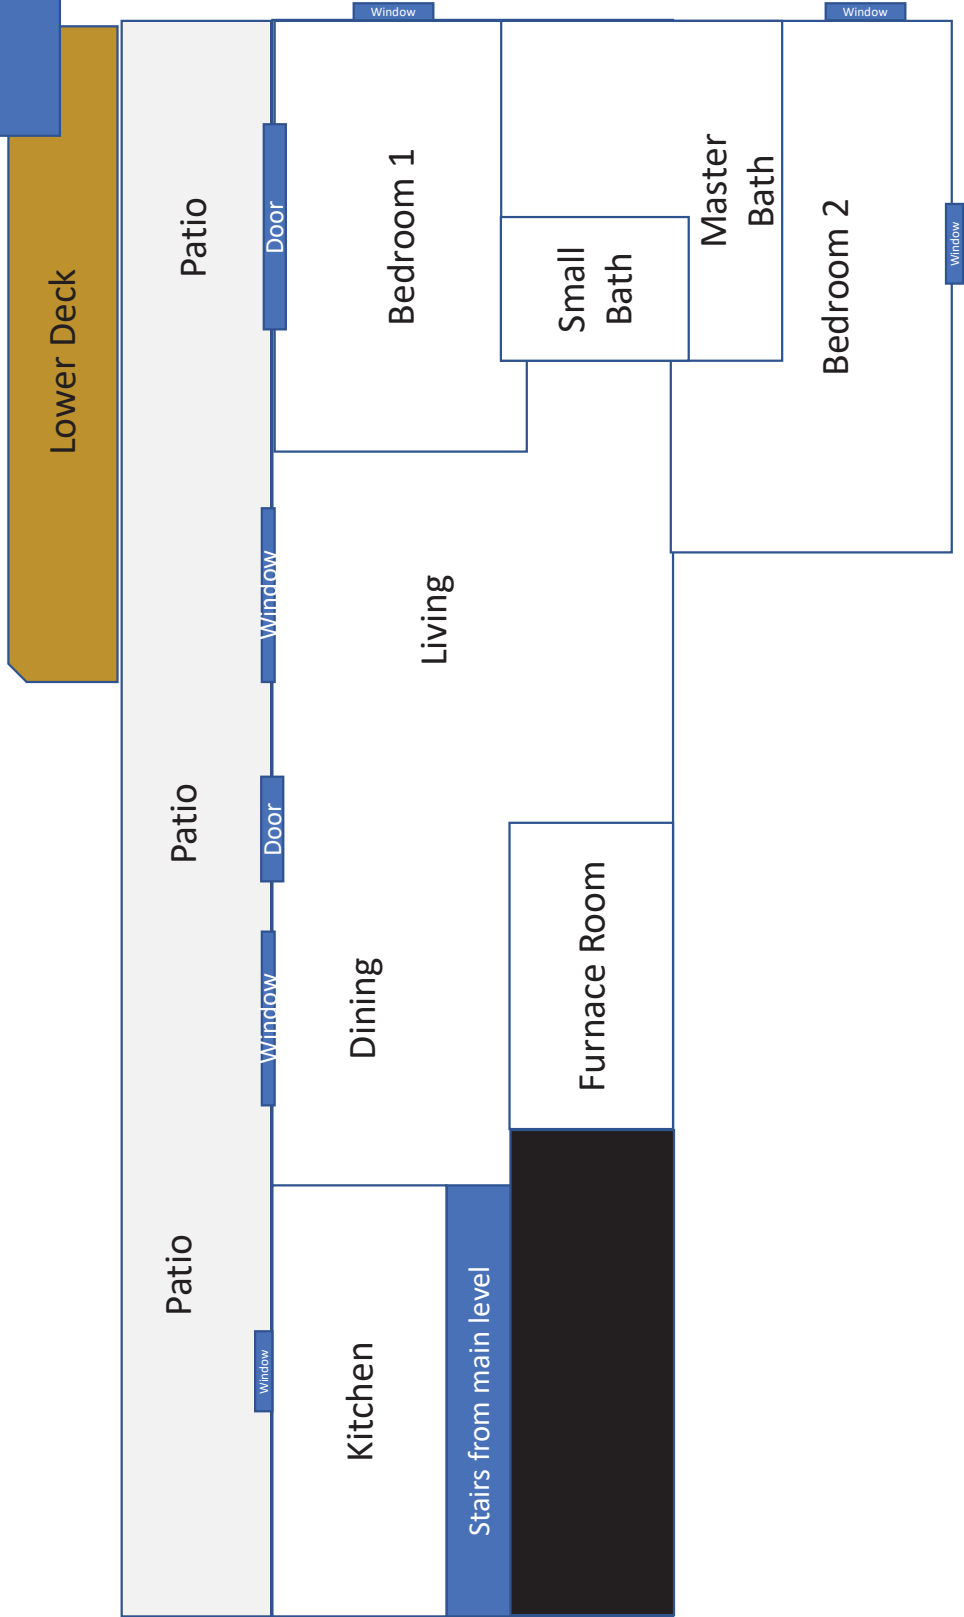 Window
Window
Lower Deck
Patio
Door
Bedroom 1
Small
Bath
Master
Bath
Bedroom 2
Window
Window
Living
Patio
Door
Window
Dining
Furnace Room
Patio
Window
Kitchen
Stairs from main level